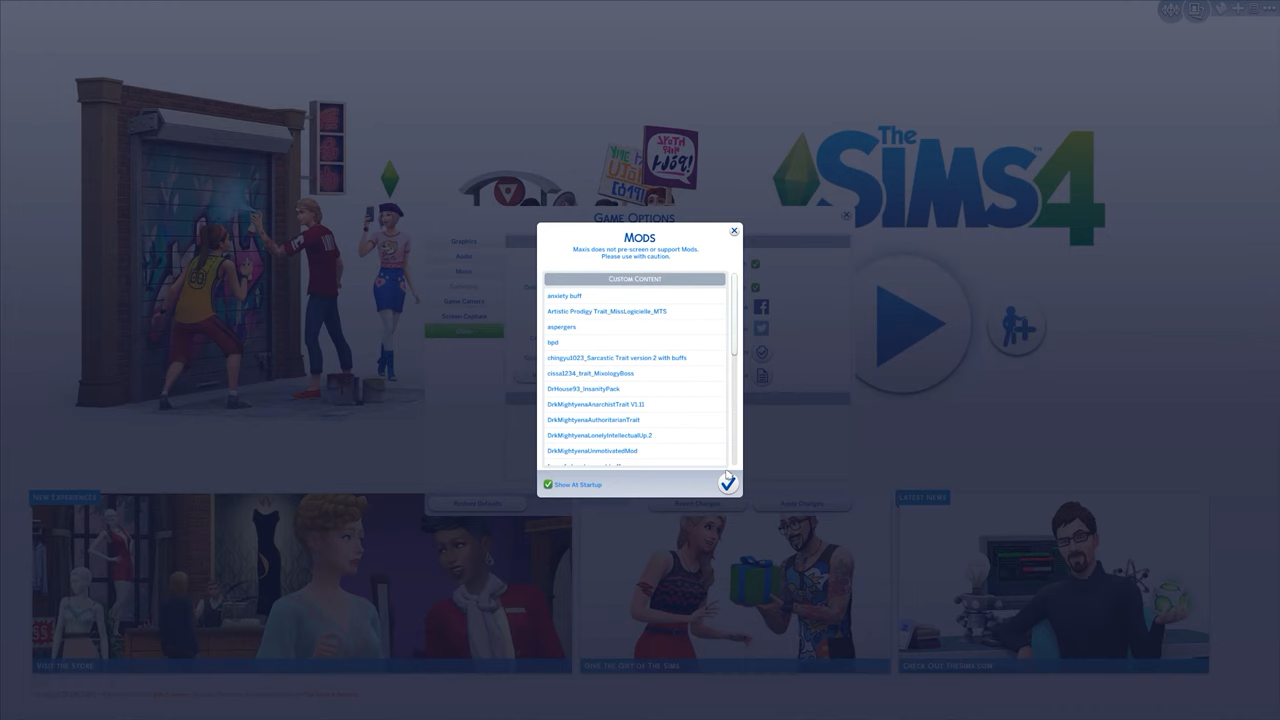 The
SIMS 4
GAME OPTIONS
Graphics
Audio
Music
Game Camera
Screen Capture
MODS
Maxis does not pre-screen or support Mods.
Please use with caution.
CUSTOM CONTENT
anxiety buff
Artistic Prodigy Trait_MissLogicielle_MTS
aspergers
bpd
chingyu1023_Sarcastic Trait version 2 with buffs
cissa1234_trait_MixologyBoss
DrHouse93_InsanityPack
DrkMightyenaAnarchistTrait V1.11
DrkMightyenaAuthoritarianTrait
DrkMightyenaLonelyIntellectualUp.2
DrkMightyenaUnmotivatedMod
Show At Startup
Restore Defaults
Revert Changes
Apply Changes
NEW EXPERIENCES
LATEST NEWS
VISIT THE STORE
GIVE THE GIFT OF THE SIMS
CHECK OUT THESIMS.COM